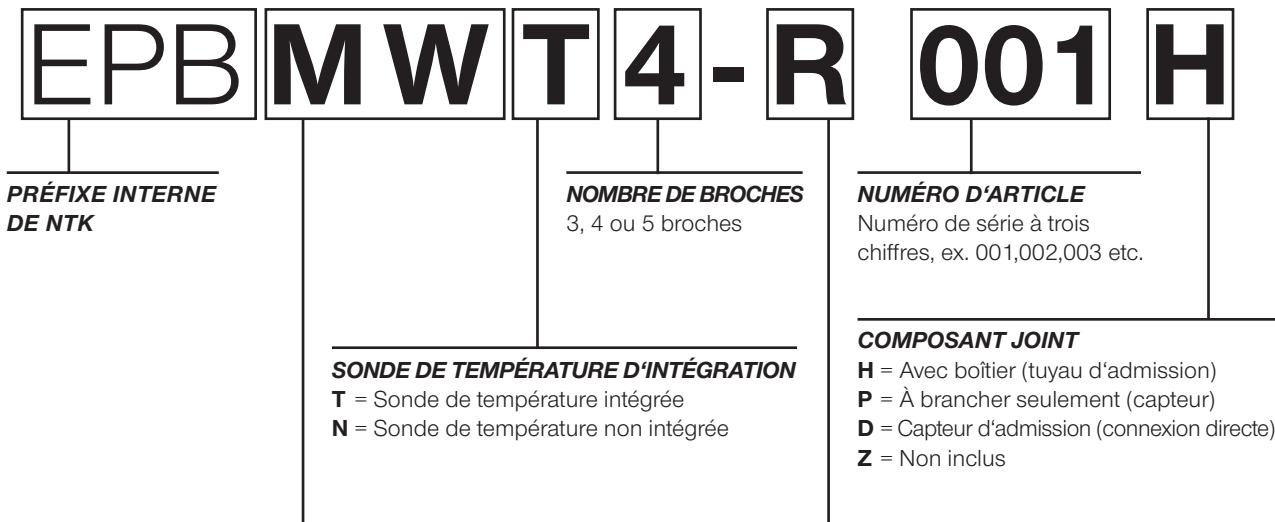 EPB MWT4-R 001 H
PRÉFIXE INTERNE
DE NTK
NOMBRE DE BROCHES
3, 4 ou 5 broches
NUMÉRO D‘ARTICLE
Numéro de série à trois
chiffres, ex. 001,002,003 etc.
SONDE DE TEMPÉRATURE D‘INTÉGRATION
T = Sonde de température intégrée
N = Sonde de température non intégrée
COMPOSANT JOINT
H = Avec boîtier (tuyau d‘admission)
P = À brancher seulement (capteur)
D = Capteur d‘admission (connexion directe)
Z = Non inclus